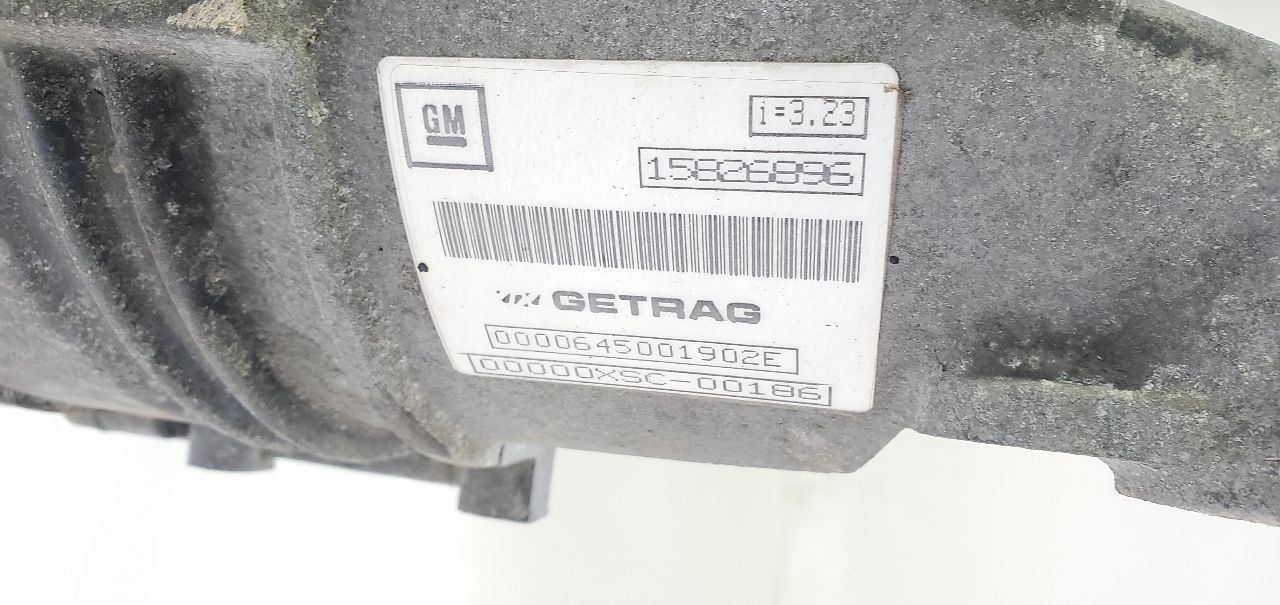 GM
i=3.23
15826896
GETRAG
0000645001902E
00000XSC-00186